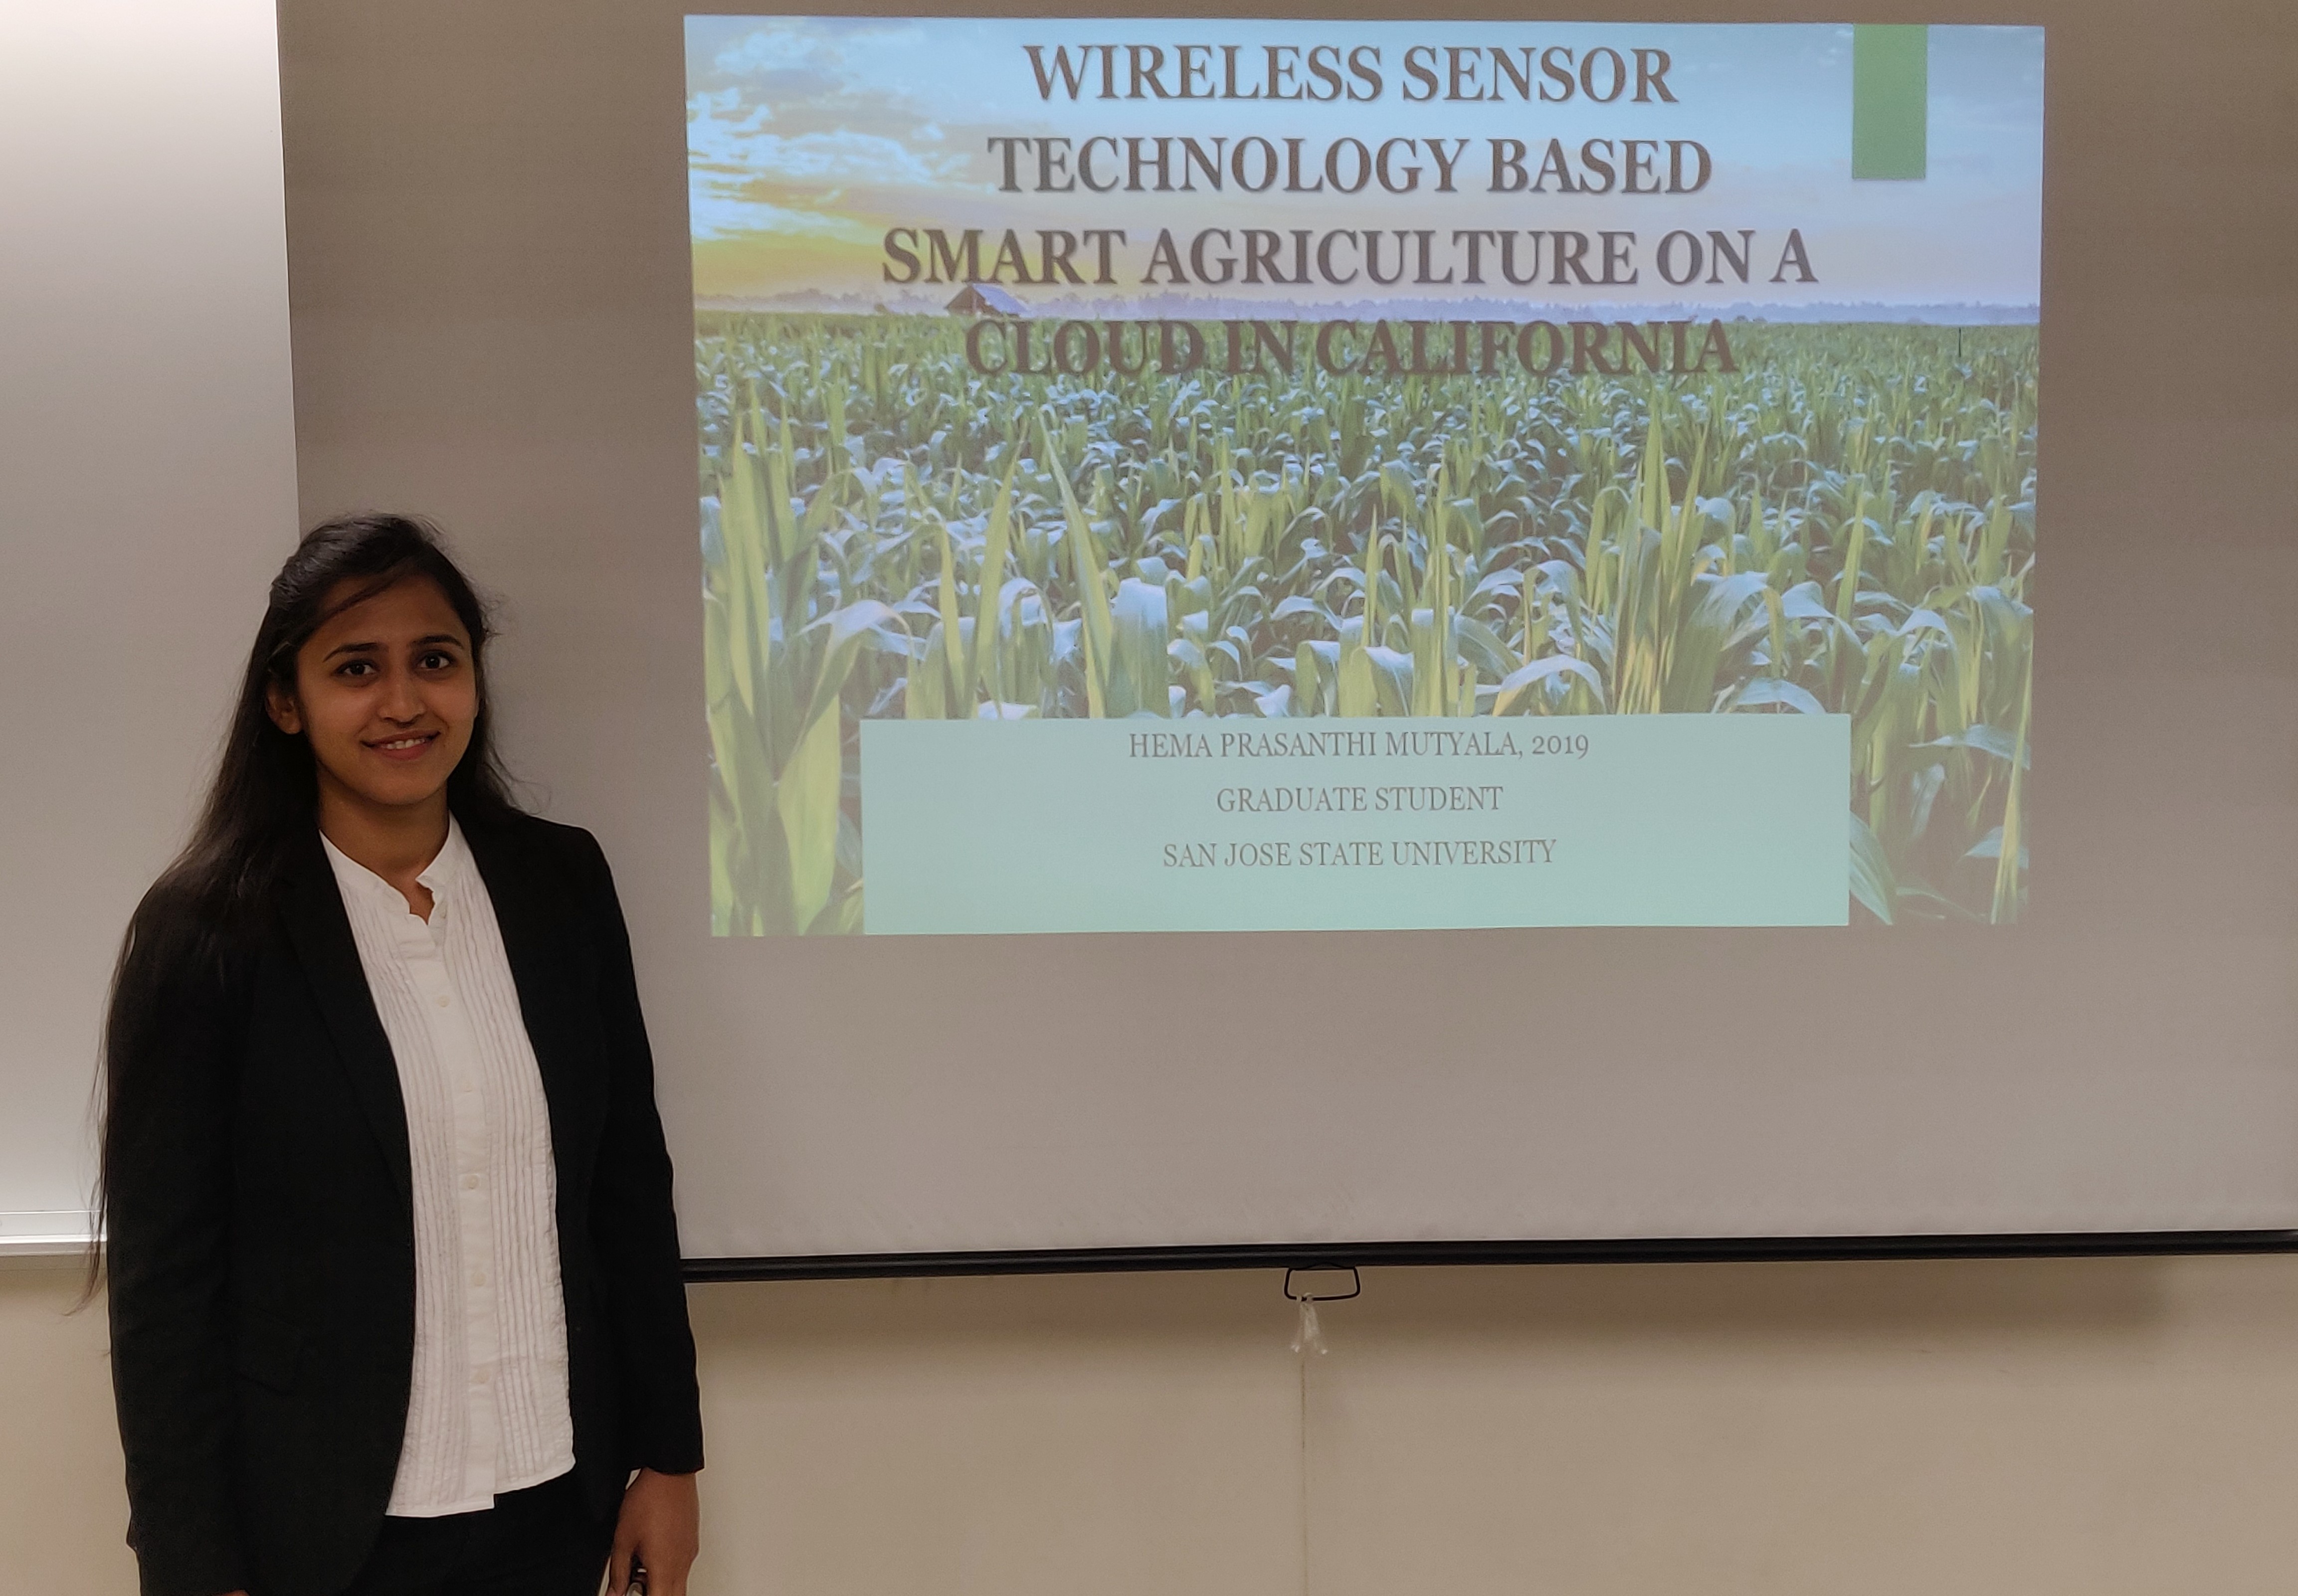 WIRELESS SENSOR
TECHNOLOGY BASED
SMART AGRICULTURE ON A
CLOUD IN CALIFORNIA
HEMA PRASANTHI MUTYALA, 2019
GRADUATE STUDENT
SAN JOSE STATE UNIVERSITY